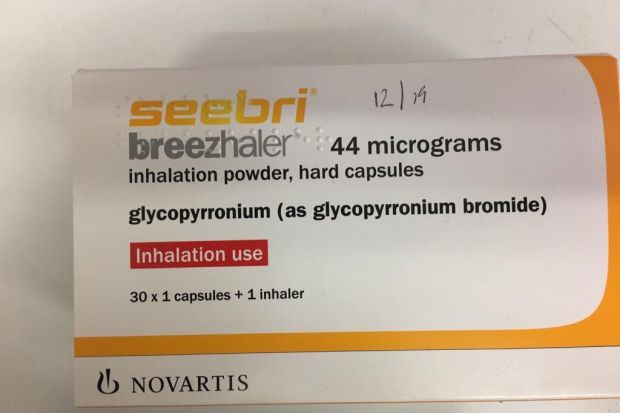 seebri®
12/19
breezhaler® 44 micrograms
inhalation powder, hard capsules
glycopyrronium (as glycopyrronium bromide)
Inhalation use
30 x 1 capsules + 1 inhaler
NOVARTIS